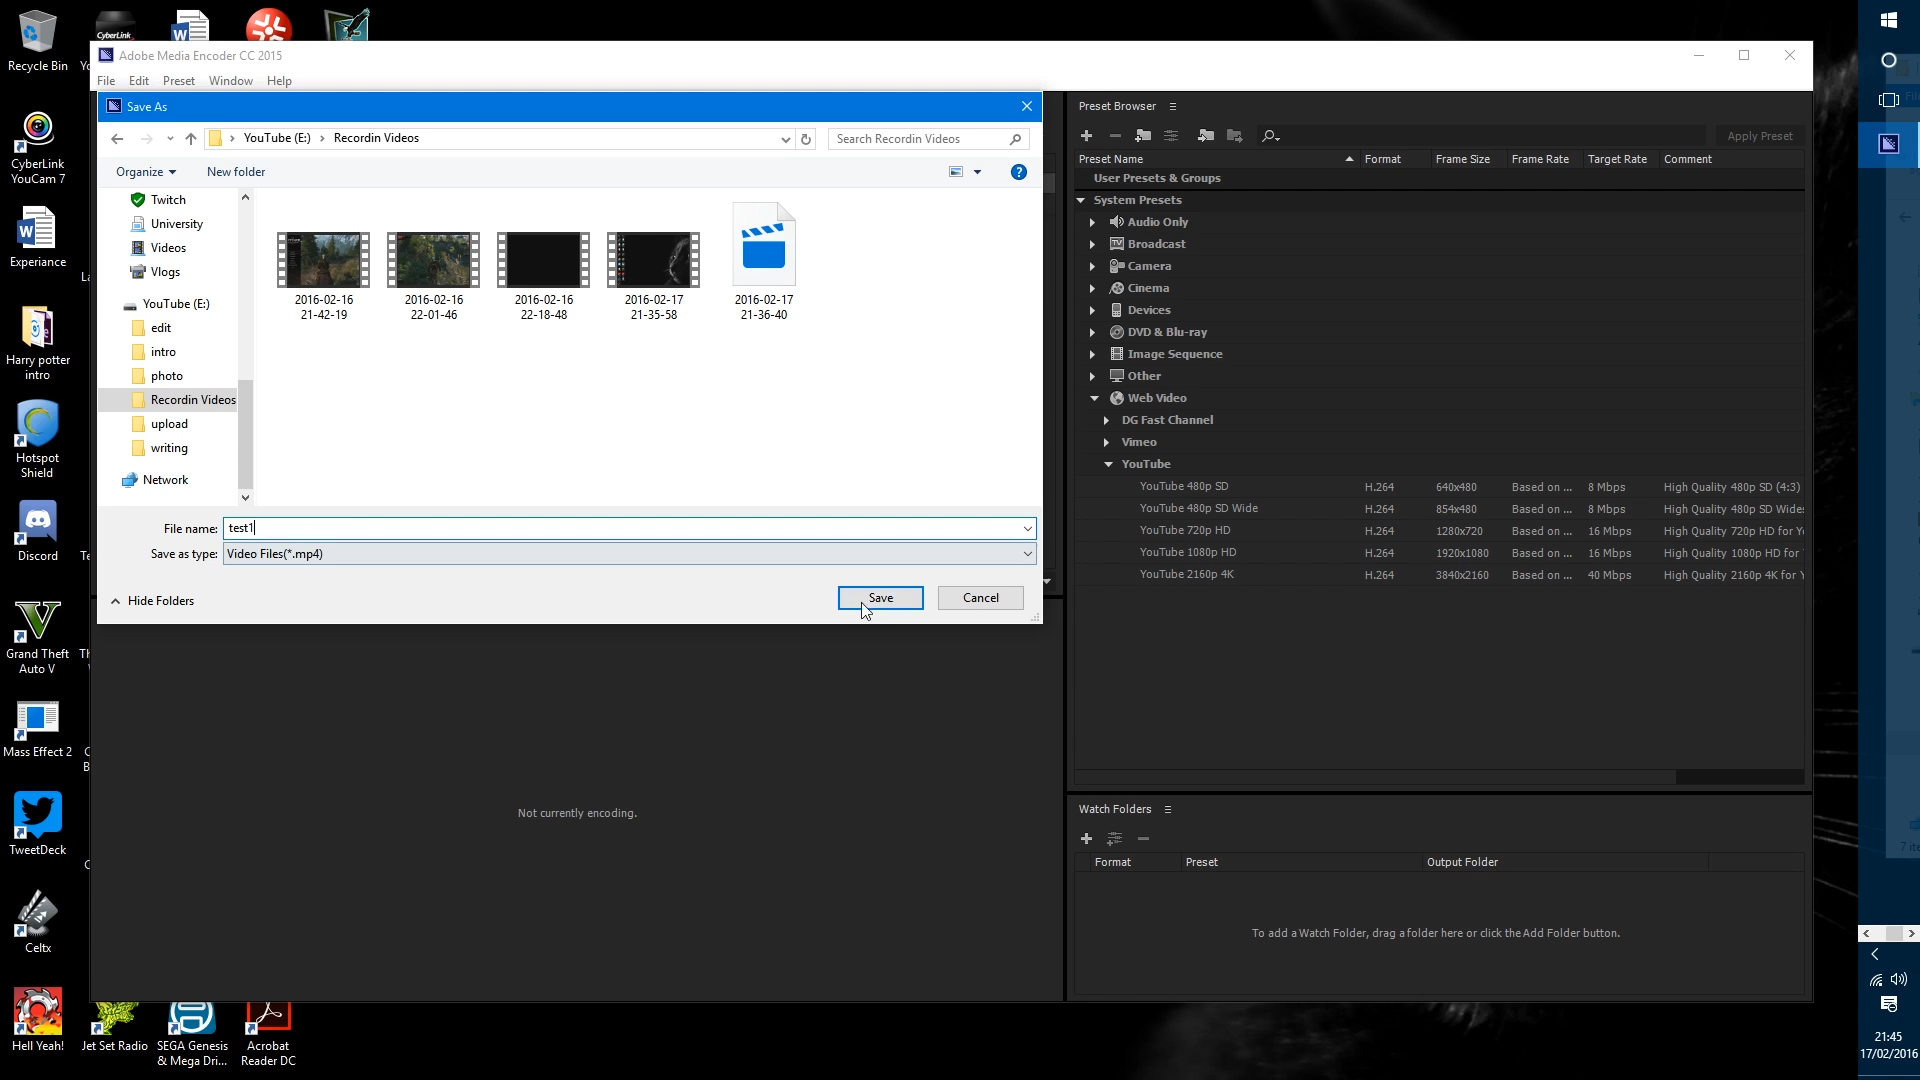 Recycle Bin
CyberLink
YouCam 7
Experiance
Harry potter
intro
Hotspot
Shield
Discord
Grand Theft
Auto V
Mass Effect 2
TweetDeck
Celtx
Hell Yeah!
Jet Set Radio
SEGA Genesis
& Mega Dri...
Acrobat
Reader DC
CyberLink
Adobe Media Encoder CC 2015
File Edit Preset Window Help
Save As
YouTube (E:) > Recordin Videos
Search Recordin Videos
Organize
New folder
Twitch
University
Videos
Vlogs
YouTube (E:)
edit
intro
photo
Recordin Videos
upload
writing
Network
2016-02-16
21-42-19
2016-02-16
22-01-46
2016-02-16
22-18-48
2016-02-17
21-35-58
2016-02-17
21-36-40
File name: test1
Save as type: Video Files(*.mp4)
Hide Folders
Save
Cancel
Not currently encoding.
Preset Browser
Apply Preset
Preset Name Format Frame Size Frame Rate Target Rate Comment
User Presets & Groups
System Presets
Audio Only
Broadcast
Camera
Cinema
Devices
DVD & Blu-ray
Image Sequence
Other
Web Video
DG Fast Channel
Vimeo
YouTube
YouTube 480p SD H.264 640x480 Based on ... 8 Mbps High Quality 480p SD (4:3)
YouTube 480p SD Wide H.264 854x480 Based on ... 8 Mbps High Quality 480p SD Wide
YouTube 720p HD H.264 1280x720 Based on ... 16 Mbps High Quality 720p HD for Y
YouTube 1080p HD H.264 1920x1080 Based on ... 16 Mbps High Quality 1080p HD for
YouTube 2160p 4K H.264 3840x2160 Based on ... 40 Mbps High Quality 2160p 4K for Y
Watch Folders
Format Preset Output Folder
To add a Watch Folder, drag a folder here or click the Add Folder button.
21:45
17/02/2016